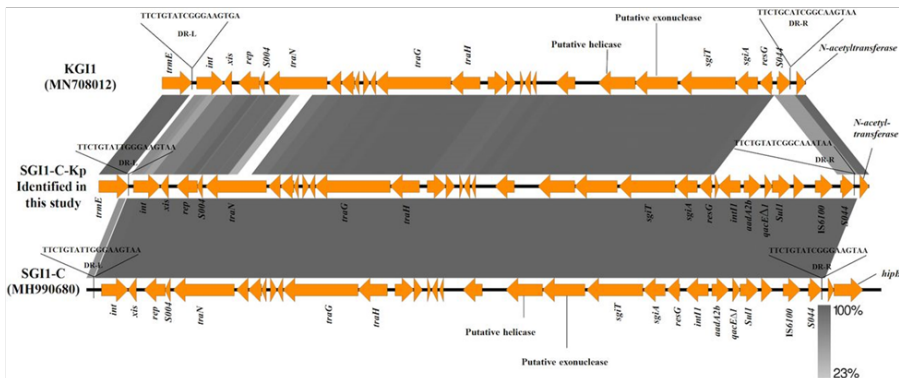 TTCTGTATCGGGAAGTGA
TTCTGCATCGGCAAGTAA
DR-L
DR-R
trmE int xis rep S004 traN traG traH Putative helicase Putative exonuclease sgiT sgiA resG S044 N-acetyltransferase
KGI1
(MN708012)
TTCTGTATTGGGAAGTAA
TTCTGTATCGGCAAATAA
N-acetyl-
transferase
DR-L
DR-R
SGI1-C-Kp
Identified in
this study
trmE int xis rep S004 traN traG traH sgiT sgiA resG intI1 aadA2b qacEΔ1 Sul1 IS6100 S044
TTCTGTATTGGGAAGTAA
TTCTGTATCGGGAAGTAA
DR-L
DR-R
SGI1-C
(MH990680)
hipb
int xis rep S004 traN traG traH Putative helicase Putative exonuclease sgiT sgiA resG intI1 aadA2b qacEΔ1 Sul1 IS6100 S044
100%
23%